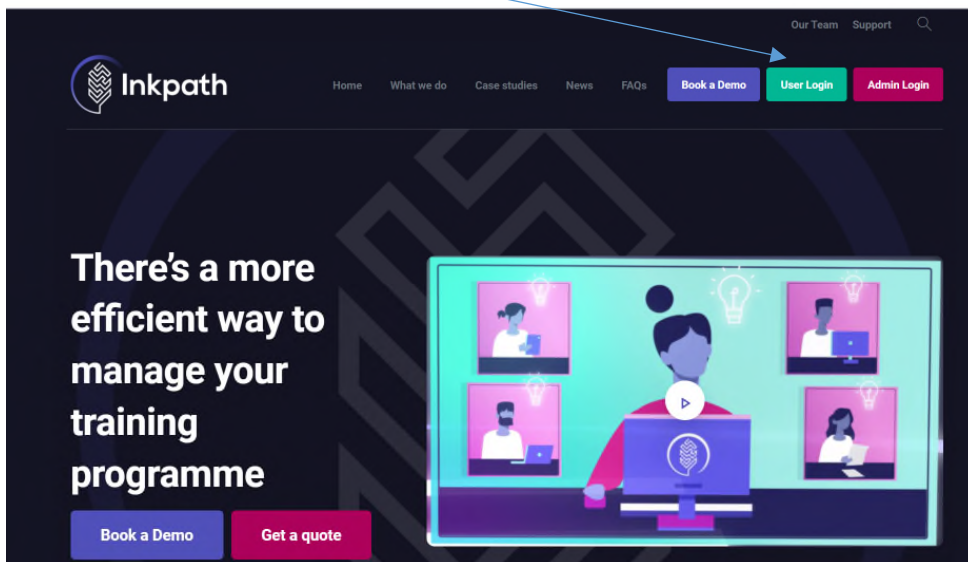 Our Team Support
Inkpath
Home What we do Case studies News FAQs Book a Demo User Login Admin Login
There's a more
efficient way to
manage your
training
programme
Book a Demo Get a quote